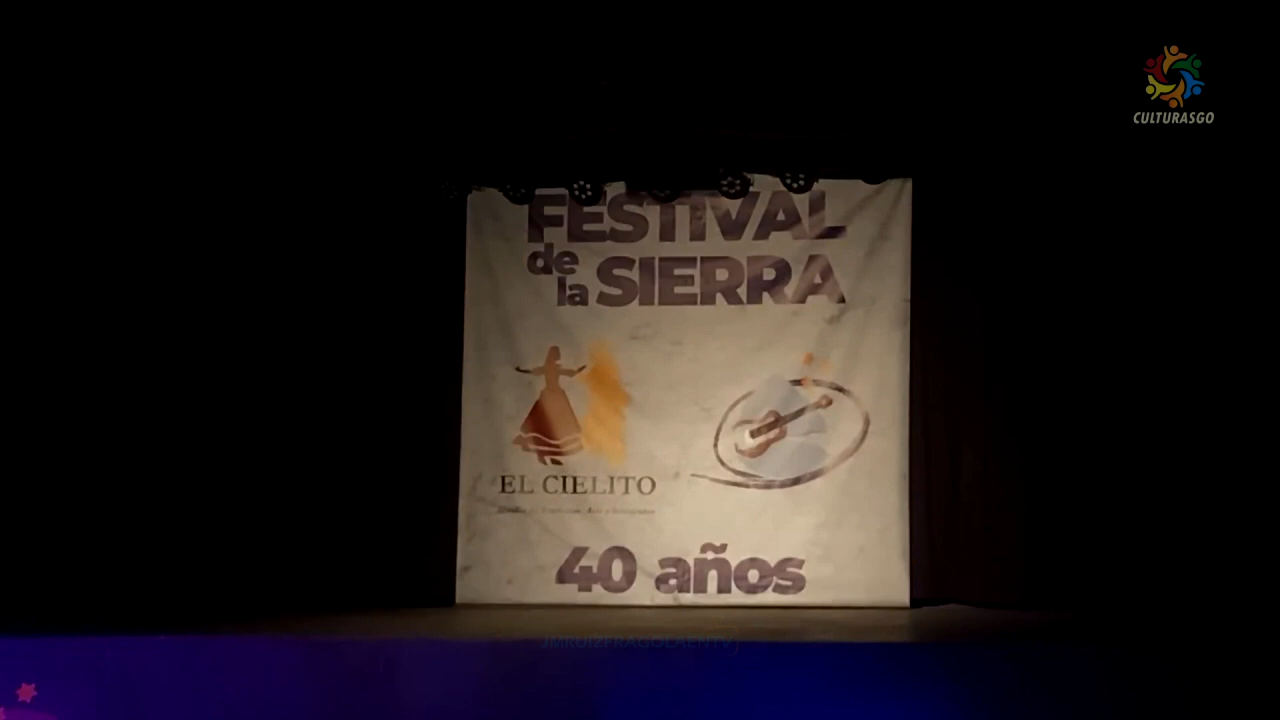 CULTURASGO
FESTIVAL
de
la SIERRA
EL CIELITO
40 años